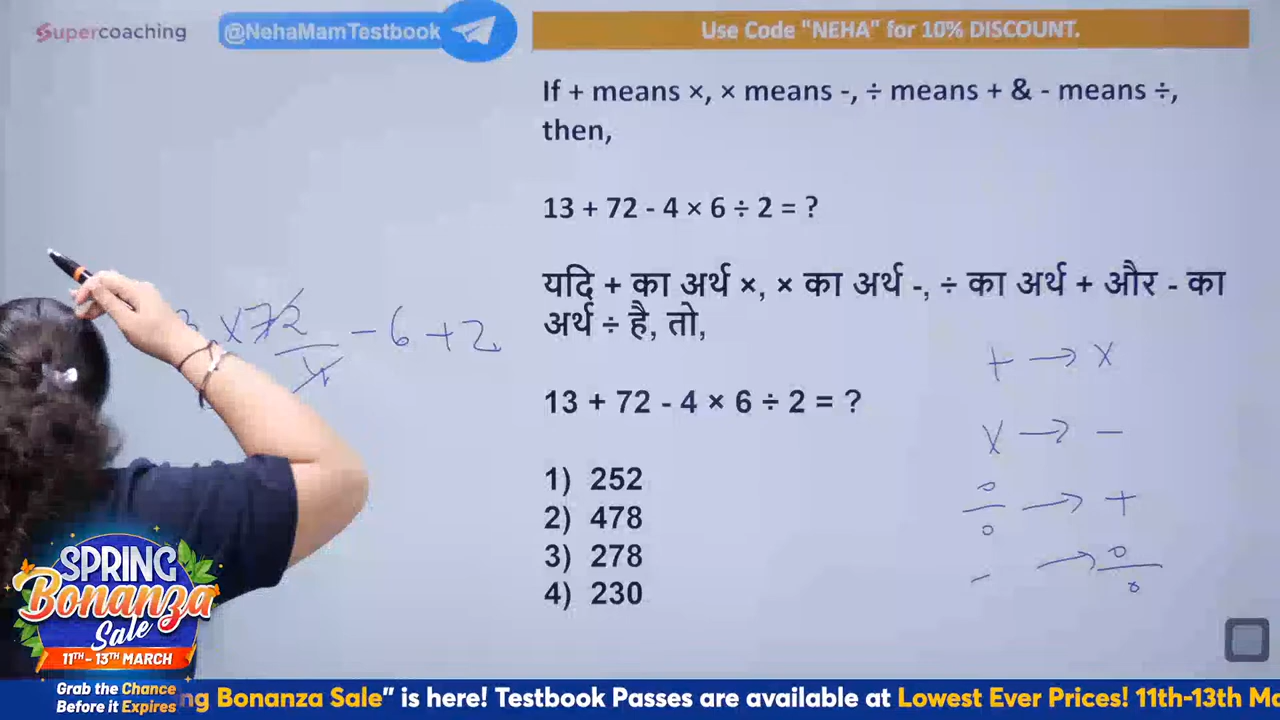 Supercoaching
@NehaMamTestbook
Use Code "NEHA" for 10% DISCOUNT.
If + means ×, × means -, ÷ means + & - means ÷,
then,
13 + 72 - 4 × 6 ÷ 2 = ?
यदि + का अर्थ ×, × का अर्थ -, ÷ का अर्थ + और - का
अर्थ ÷ है, तो,
13 + 72 - 4 × 6 ÷ 2 = ?
1) 252
2) 478
3) 278
4) 230
3 × 72 / 4 - 6 + 2
+ → ×
× → -
÷ → +
- → ÷
SPRING
Bonanza
Sale
11TH - 13TH MARCH
Grab the Chance
Before it Expires
ng Bonanza Sale” is here! Testbook Passes are available at Lowest Ever Prices! 11th-13th Ma